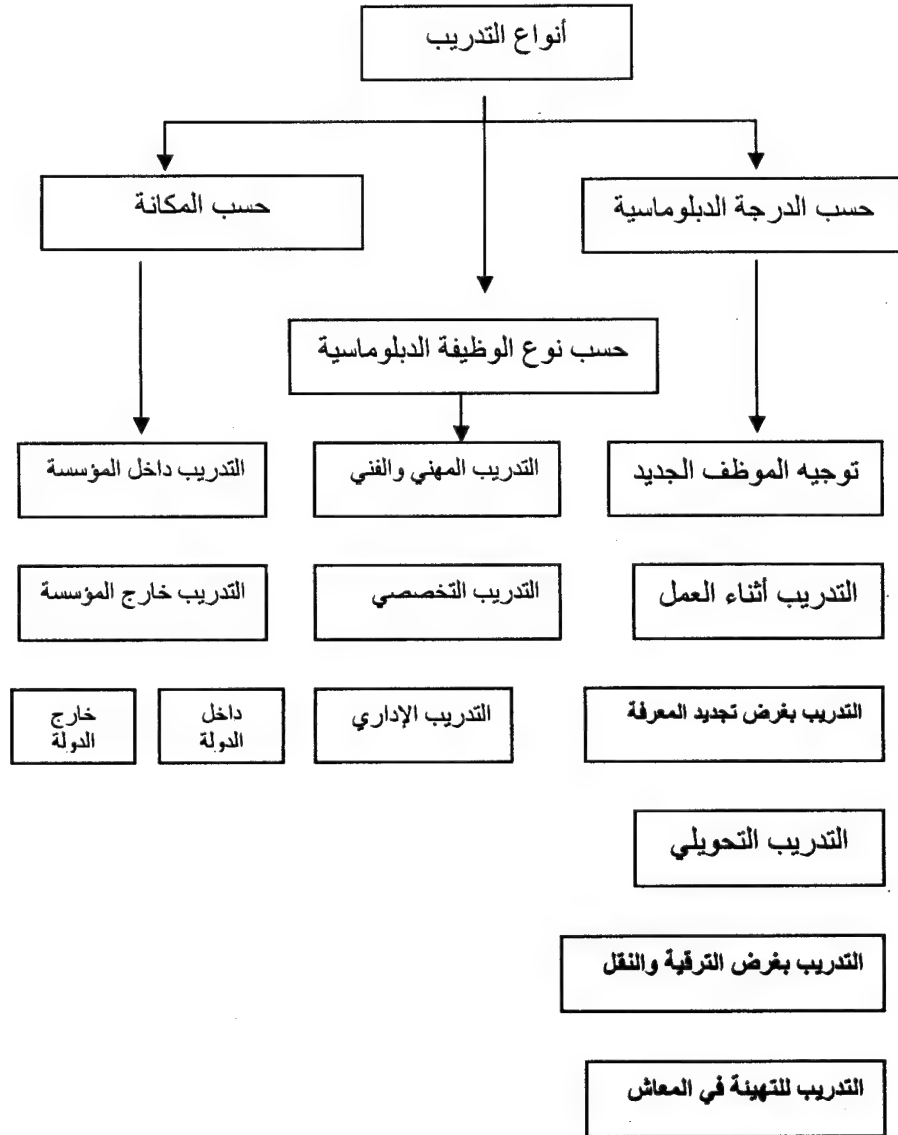 أنواع التدريب
حسب الدرجة الدبلوماسية
حسب المكانة
حسب نوع الوظيفة الدبلوماسية
توجيه الموظف الجديد
التدريب المهني والفني
التدريب داخل المؤسسة
التدريب أثناء العمل
التدريب التخصصي
التدريب خارج المؤسسة
التدريب بغرض تجديد المعرفة
التدريب الإداري
داخل
الدولة
خارج
الدولة
التدريب التحويلي
التدريب بغرض الترقية والنقل
التدريب للتهيئة في المعاش